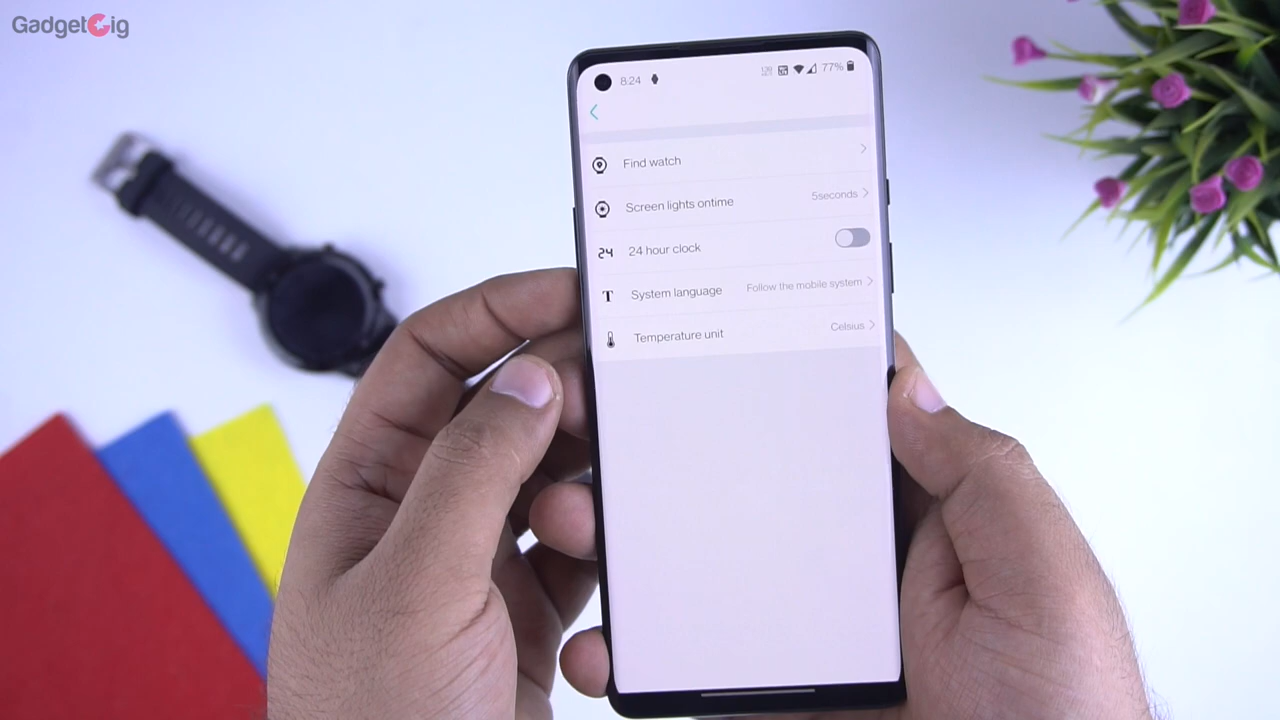 GadgetGig
8:24
77%
Find watch
Screen lights ontime 5seconds
24 24 hour clock
T System language Follow the mobile system
Temperature unit Celsius